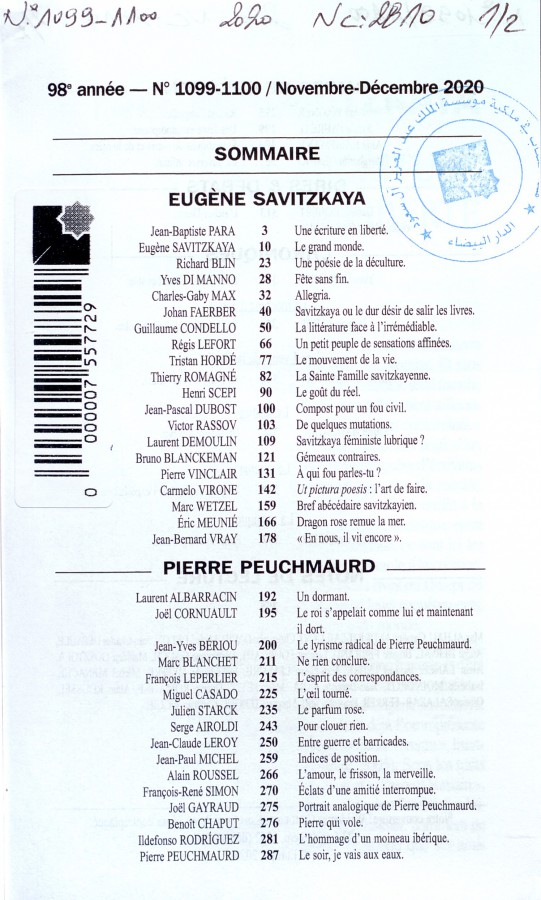 N° 1099-1100 2020 Nc: 2810 1/2
98e année — N° 1099-1100 / Novembre-Décembre 2020
SOMMAIRE
EUGÈNE SAVITZKAYA
Jean-Baptiste PARA 3 Une écriture en liberté.
Eugène SAVITZKAYA 10 Le grand monde.
Richard BLIN 23 Une poésie de la déculture.
Yves DI MANNO 28 Fête sans fin.
Charles-Gaby MAX 32 Allegria.
Johan FAERBER 40 Savitzkaya ou le dur désir de salir les livres.
Guillaume CONDELLO 50 La littérature face à l'irrémédiable.
Régis LEFORT 66 Un petit peuple de sensations affinées.
Tristan HORDÉ 77 Le mouvement de la vie.
Thierry ROMAGNÉ 82 La Sainte Famille savitzkayenne.
Henri SCEPI 90 Le goût du réel.
Jean-Pascal DUBOST 100 Compost pour un fou civil.
Victor RASSOV 103 De quelques mutations.
Laurent DEMOULIN 109 Savitzkaya féministe lubrique ?
Bruno BLANCKEMAN 121 Gémeaux contraires.
Pierre VINCLAIR 131 À qui fou parles-tu ?
Carmelo VIRONE 142 Ut pictura poesis : l'art de faire.
Marc WETZEL 159 Bref abécédaire savitzkayien.
Éric MEUNIÉ 166 Dragon rose remue la mer.
Jean-Bernard VRAY 178 « En nous, il vit encore ».
000007 557729
0
PIERRE PEUCHMAURD
Laurent ALBARRACIN 192 Un dormant.
Joël CORNUAULT 195 Le roi s'appelait comme lui et maintenant
il dort.
Jean-Yves BÉRIOU 200 Le lyrisme radical de Pierre Peuchmaurd.
Marc BLANCHET 211 Ne rien conclure.
François LEPERLIER 215 L'esprit des correspondances.
Miguel CASADO 225 L'œil tourné.
Julien STARCK 235 Le parfum rose.
Serge AIROLDI 243 Pour clouer rien.
Jean-Claude LEROY 250 Entre guerre et barricades.
Jean-Paul MICHEL 259 Indices de position.
Alain ROUSSEL 266 L'amour, le frisson, la merveille.
François-René SIMON 270 Éclats d'une amitié interrompue.
Joël GAYRAUD 275 Portrait analogique de Pierre Peuchmaurd.
Benoît CHAPUT 276 Pierre qui vole.
Ildefonso RODRÍGUEZ 281 L'hommage d'un moineau ibérique.
Pierre PEUCHMAURD 287 Le soir, je vais aux eaux.
مؤسسة الملك عبد العزيز آل سعود
الدار البيضاء